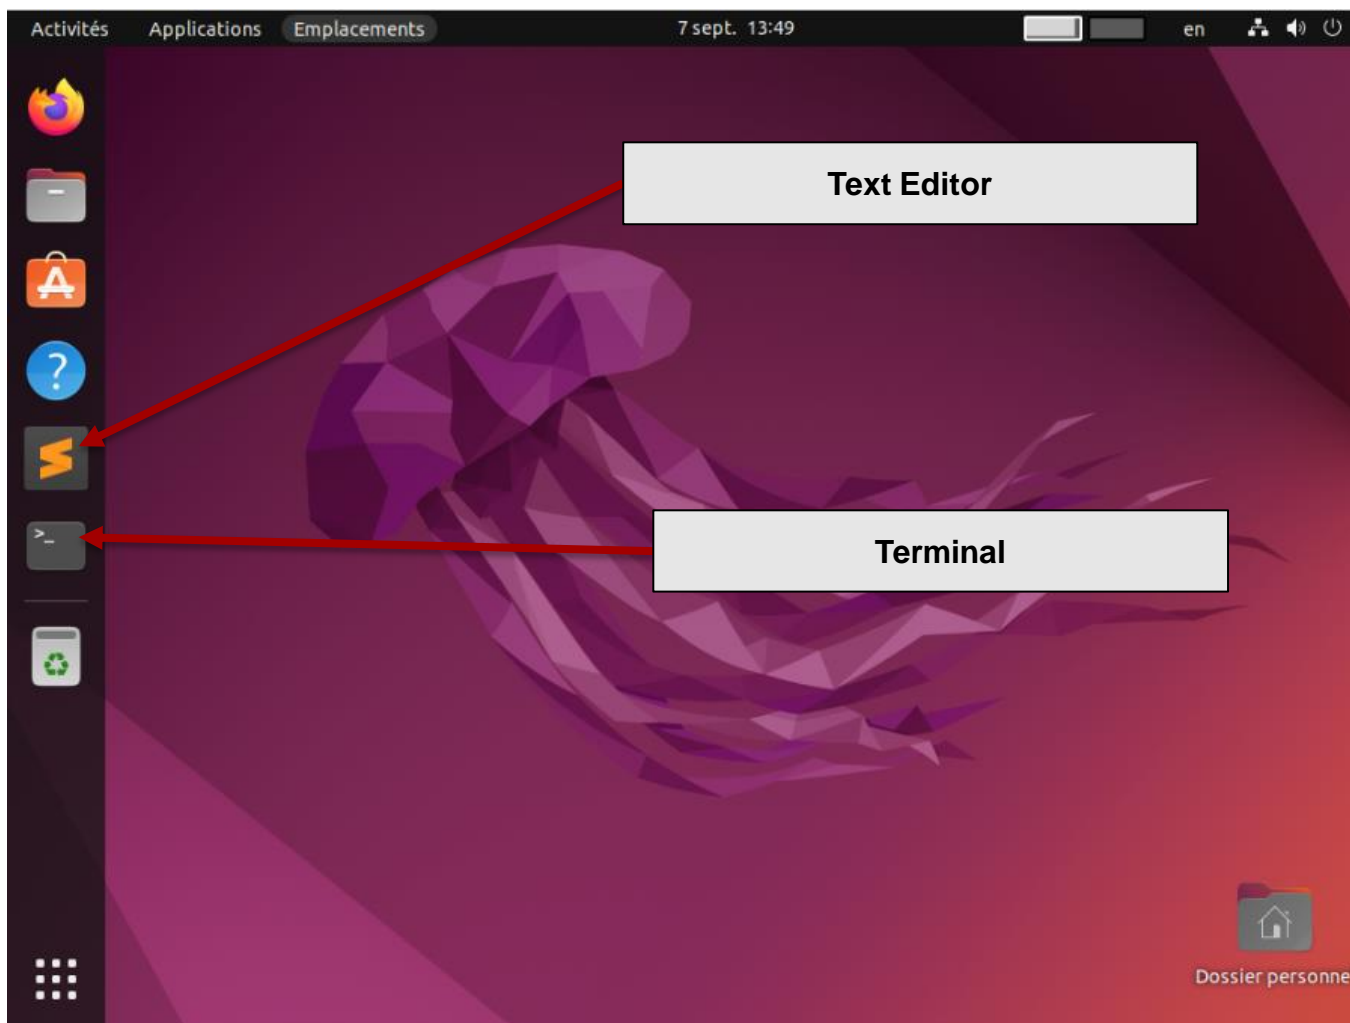 Activités Applications Emplacements 7 sept. 13:49 en
Text Editor
Terminal
Dossier personne